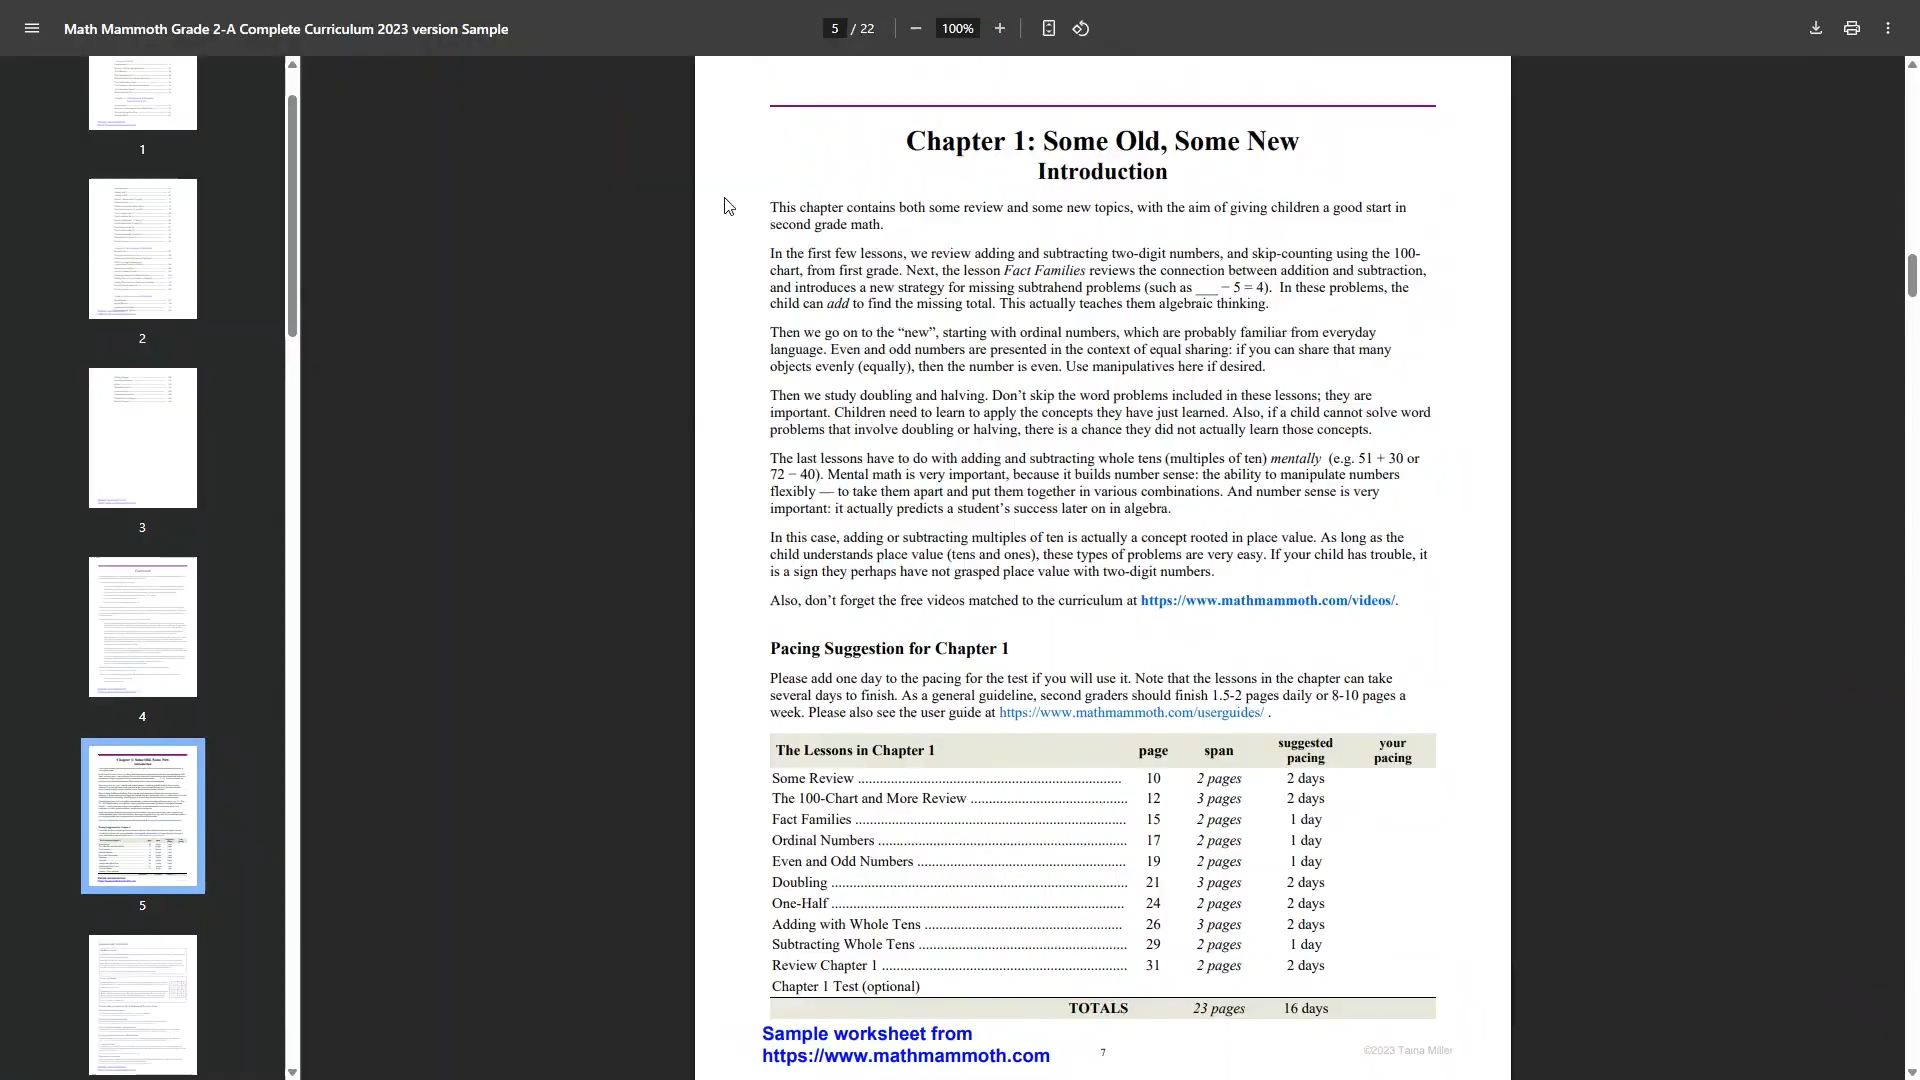 Math Mammoth Grade 2-A Complete Curriculum 2023 version Sample
5 / 22
100%
1
2
3
4
5
Chapter 1: Some Old, Some New
Introduction
This chapter contains both some review and some new topics, with the aim of giving children a good start in
second grade math.
In the first few lessons, we review adding and subtracting two-digit numbers, and skip-counting using the 100-
chart, from first grade. Next, the lesson Fact Families reviews the connection between addition and subtraction,
and introduces a new strategy for missing subtrahend problems (such as ___ − 5 = 4). In these problems, the
child can add to find the missing total. This actually teaches them algebraic thinking.
Then we go on to the “new”, starting with ordinal numbers, which are probably familiar from everyday
language. Even and odd numbers are presented in the context of equal sharing: if you can share that many
objects evenly (equally), then the number is even. Use manipulatives here if desired.
Then we study doubling and halving. Don’t skip the word problems included in these lessons; they are
important. Children need to learn to apply the concepts they have just learned. Also, if a child cannot solve word
problems that involve doubling or halving, there is a chance they did not actually learn those concepts.
The last lessons have to do with adding and subtracting whole tens (multiples of ten) mentally (e.g. 51 + 30 or
72 − 40). Mental math is very important, because it builds number sense: the ability to manipulate numbers
flexibly — to take them apart and put them together in various combinations. And number sense is very
important: it actually predicts a student’s success later on in algebra.
In this case, adding or subtracting multiples of ten is actually a concept rooted in place value. As long as the
child understands place value (tens and ones), these types of problems are very easy. If your child has trouble, it
is a sign they perhaps have not grasped place value with two-digit numbers.
Also, don’t forget the free videos matched to the curriculum at https://www.mathmammoth.com/videos/.
Pacing Suggestion for Chapter 1
Please add one day to the pacing for the test if you will use it. Note that the lessons in the chapter can take
several days to finish. As a general guideline, second graders should finish 1.5-2 pages daily or 8-10 pages a
week. Please also see the user guide at https://www.mathmammoth.com/userguides/ .
The Lessons in Chapter 1 page span suggested pacing your pacing
Some Review ........ 10 2 pages 2 days
The 100-Chart and More Review ........ 12 3 pages 2 days
Fact Families ........ 15 2 pages 1 day
Ordinal Numbers ........ 17 2 pages 1 day
Even and Odd Numbers ........ 19 2 pages 1 day
Doubling ........ 21 3 pages 2 days
One-Half ........ 24 2 pages 2 days
Adding with Whole Tens ........ 26 3 pages 2 days
Subtracting Whole Tens ........ 29 2 pages 1 day
Review Chapter 1 ........ 31 2 pages 2 days
Chapter 1 Test (optional)
TOTALS 23 pages 16 days
Sample worksheet from
https://www.mathmammoth.com
7
©2023 Taina Miller